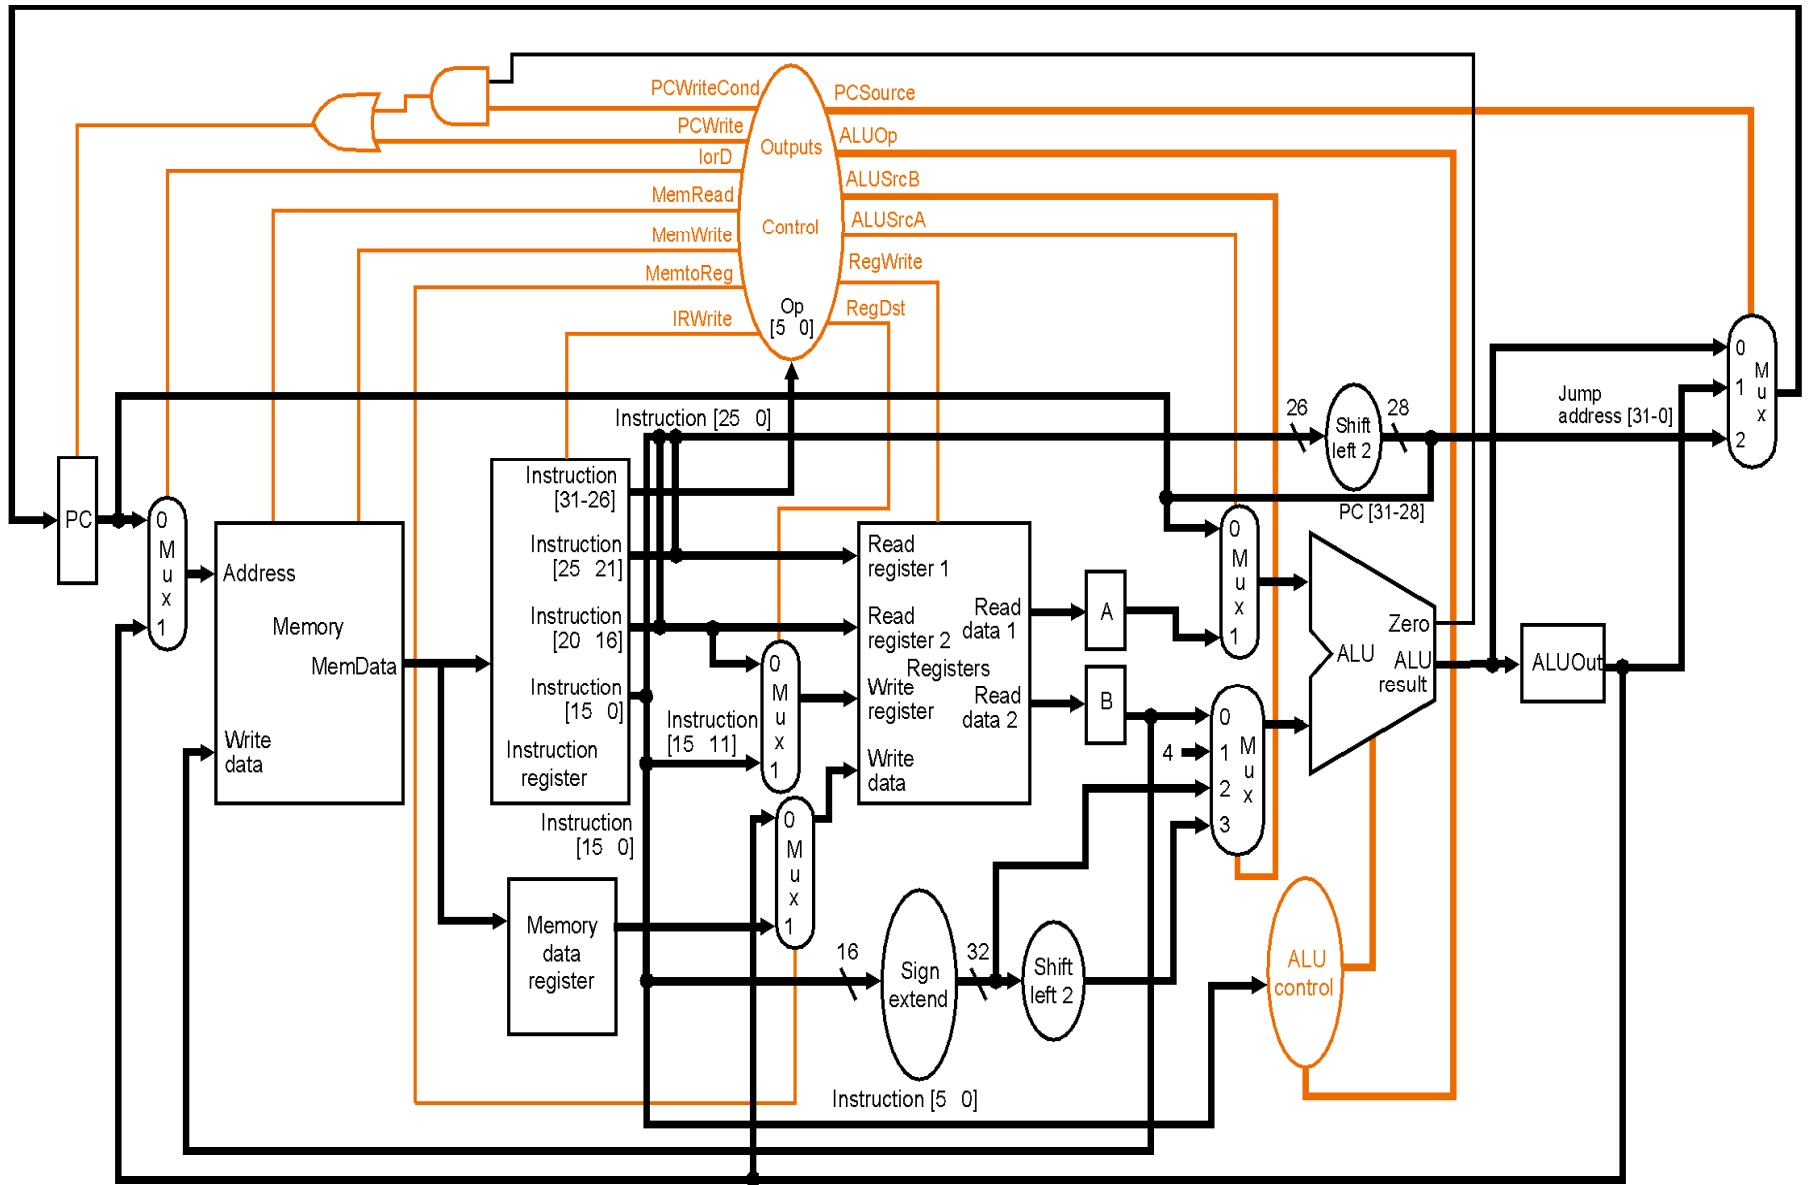 PCWriteCond
PCSource
PCWrite
ALUOp
Outputs
IorD
ALUSrcB
MemRead
ALUSrcA
MemWrite
Control
RegWrite
MemtoReg
Op
[5 0]
RegDst
IRWrite
Instruction [25 0]
26
Shift
left 2
28
Jump
address [31-0]
0
1
2
M
u
x
PC [31-28]
PC
0
M
u
x
1
Address
Memory
MemData
Write
data
Instruction
[31-26]
Instruction
[25 21]
Instruction
[20 16]
Instruction
[15 0]
Instruction
register
Instruction
[15 11]
0
M
u
x
1
Read
register 1
Read
register 2
Registers
Write
register
Write
data
Read
data 1
Read
data 2
A
B
0
M
u
x
1
4
0
1
2
3
M
u
x
Zero
ALU
ALU
result
ALUOut
Instruction
[15 0]
0
M
u
x
1
Memory
data
register
16
Sign
extend
32
Shift
left 2
ALU
control
Instruction [5 0]